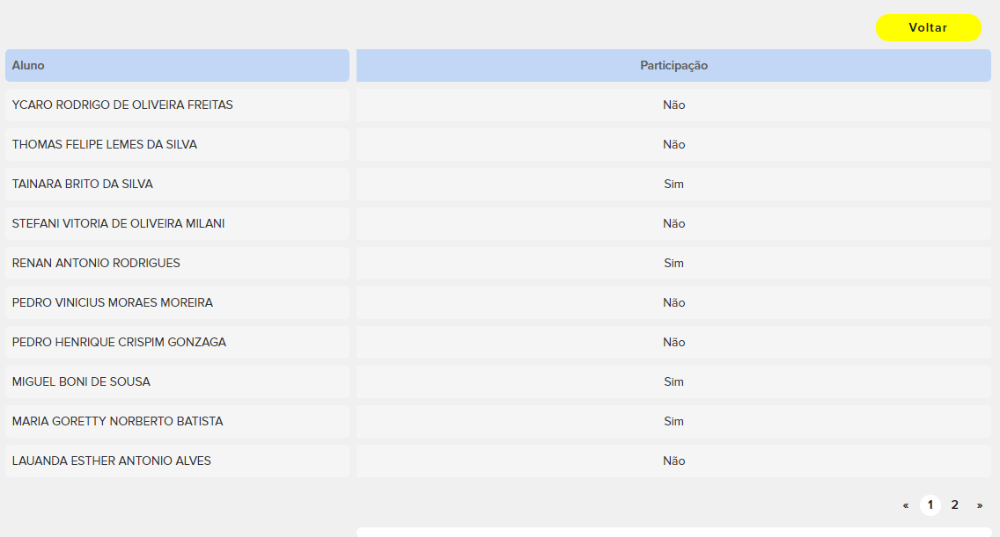 Voltar
Aluno Participação
YCARO RODRIGO DE OLIVEIRA FREITAS Não
THOMAS FELIPE LEMES DA SILVA Não
TAINARA BRITO DA SILVA Sim
STEFANI VITORIA DE OLIVEIRA MILANI Não
RENAN ANTONIO RODRIGUES Sim
PEDRO VINICIUS MORAES MOREIRA Não
PEDRO HENRIQUE CRISPIM GONZAGA Não
MIGUEL BONI DE SOUSA Sim
MARIA GORETTY NORBERTO BATISTA Sim
LAUANDA ESTHER ANTONIO ALVES Não
« 1 2 »